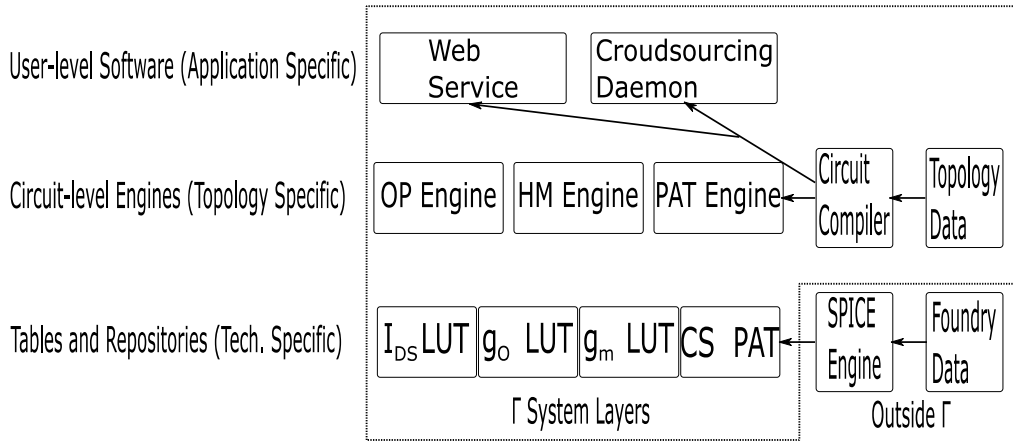 User-level Software (Application Specific)
Web
Service
Croudsourcing
Daemon
Circuit-level Engines (Topology Specific)
OP Engine
HM Engine
PAT Engine
Circuit
Compiler
Topology
Data
Tables and Repositories (Tech. Specific)
I_DS LUT
g_o LUT
g_m LUT
CS PAT
SPICE
Engine
Foundry
Data
Γ System Layers
Outside Γ